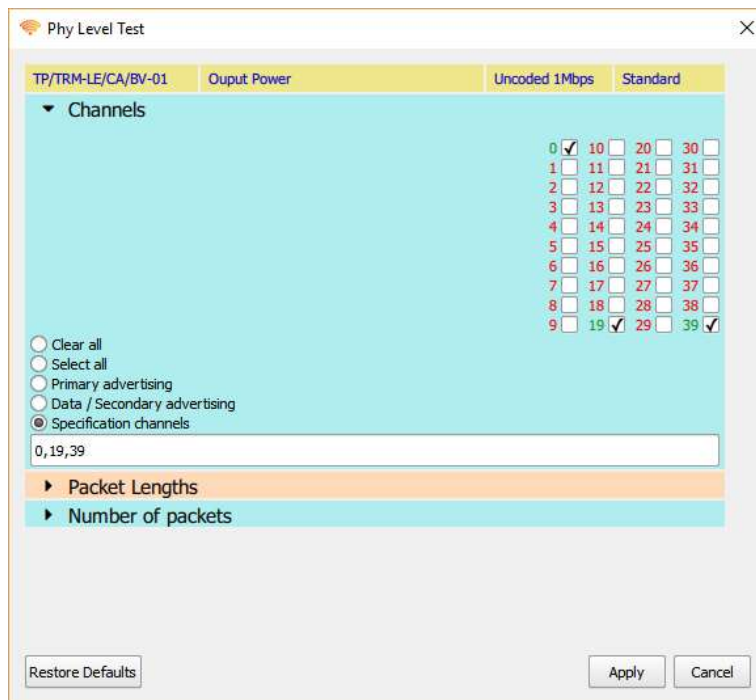 Phy Level Test
TP/TRM-LE/CA/BV-01 Ouput Power Uncoded 1Mbps Standard
Channels
0 10 20 30
1 11 21 31
2 12 22 32
3 13 23 33
4 14 24 34
5 15 25 35
6 16 26 36
7 17 27 37
8 18 28 38
9 19 29 39
Clear all
Select all
Primary advertising
Data / Secondary advertising
Specification channels
0,19,39
Packet Lengths
Number of packets
Restore Defaults Apply Cancel